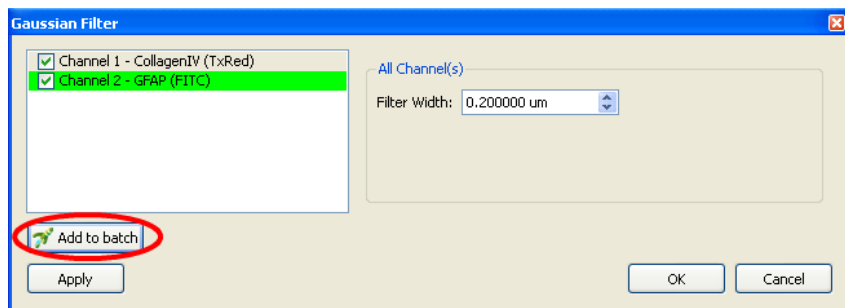 Gaussian Filter
Channel 1 - CollagenIV (TxRed)
Channel 2 - GFAP (FITC)
All Channel(s)
Filter Width: 0.200000 um
Add to batch
Apply
OK
Cancel